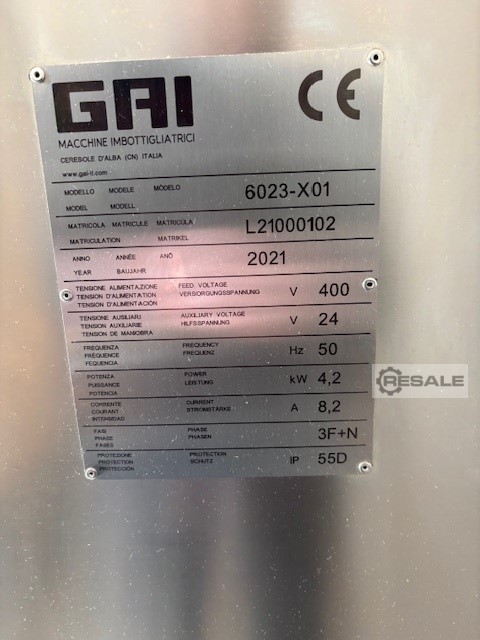 GAI CE
MACCHINE IMBOTTIGLIATRICI
CERESOLE D'ALBA (CN) ITALIA
www.gai-it.com
MODELLO MODELE MODELO 6023-X01
MODEL MODELL
MATRICOLA MATRICULE MATRICULA L21000102
MATRICULATION MATRIKEL
ANNO ANNÉE AÑO 2021
YEAR BAUJAHR
TENSIONE ALIMENTAZIONE FEED VOLTAGE V 400
TENSION D'ALIMENTATION VERSORGUNGSSPANNUNG
TENSION D'ALIMENTACIÓN
TENSIONE AUSILIARI AUXILIARY VOLTAGE V 24
TENSION AUXILIARIE HILFSSPANNUNG
TENSION DE MANIOBRA
FREQUENZA FREQUENCY Hz 50
FRÉQUENCE FREQUENZ
FEQUENCIA
POTENZA POWER kW 4,2
PUISSANCE LEISTUNG
POTENCIA
CORRENTE CURRENT A 8,2
COURANT STROMSTÄRKE
INTENSIDAD
FASI PHASE 3F+N
PHASE PHASEN
FASES
PROTEZIONE PROTECTION IP 55D
PROTECTION SCHUTZ
PROTECCIÓN
RESALE